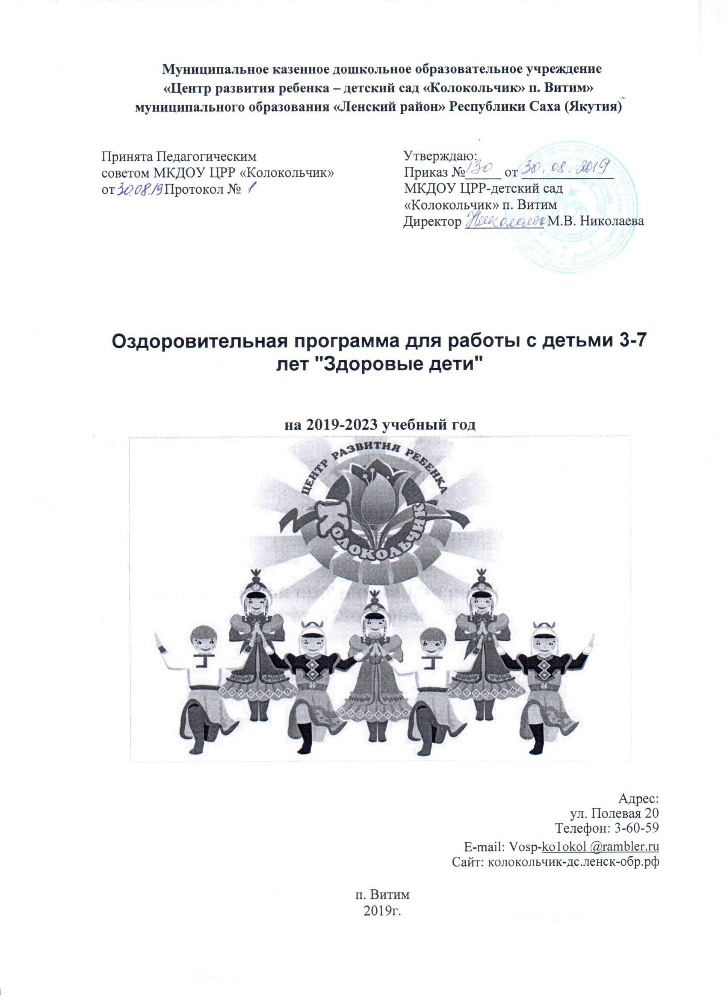 Муниципальное казенное дошкольное образовательное учреждение
«Центр развития ребенка – детский сад «Колокольчик» п. Витим»
муниципального образования «Ленский район» Республики Саха (Якутия)
Принята Педагогическим
советом МКДОУ ЦРР «Колокольчик»
от 30.08.19 Протокол № 1
Утверждаю:
Приказ № 130 от 30.08.2019
МКДОУ ЦРР-детский сад
«Колокольчик» п. Витим
Директор Николаева М.В. Николаева
Оздоровительная программа для работы с детьми 3-7
лет "Здоровые дети"
на 2019-2023 учебный год
ЦЕНТР РАЗВИТИЯ РЕБЕНКА
КОЛОКОЛЬЧИК
Адрес:
ул. Полевая 20
Телефон: 3-60-59
E-mail: Vosp-ko1okol @rambler.ru
Сайт: колокольчик-дс.ленск-обр.рф
п. Витим
2019г.